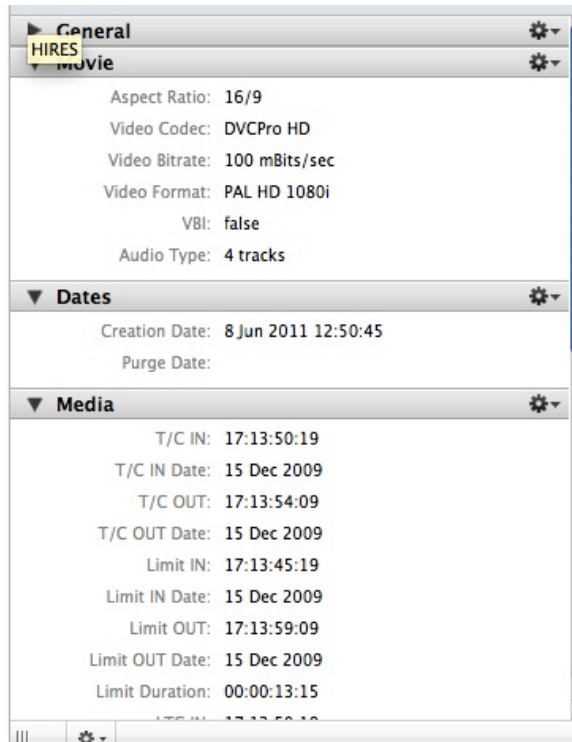 General
HIRES
Movie
Aspect Ratio: 16/9
Video Codec: DVCPro HD
Video Bitrate: 100 mBits/sec
Video Format: PAL HD 1080i
VBI: false
Audio Type: 4 tracks
Dates
Creation Date: 8 Jun 2011 12:50:45
Purge Date:
Media
T/C IN: 17:13:50:19
T/C IN Date: 15 Dec 2009
T/C OUT: 17:13:54:09
T/C OUT Date: 15 Dec 2009
Limit IN: 17:13:45:19
Limit IN Date: 15 Dec 2009
Limit OUT: 17:13:59:09
Limit OUT Date: 15 Dec 2009
Limit Duration: 00:00:13:15